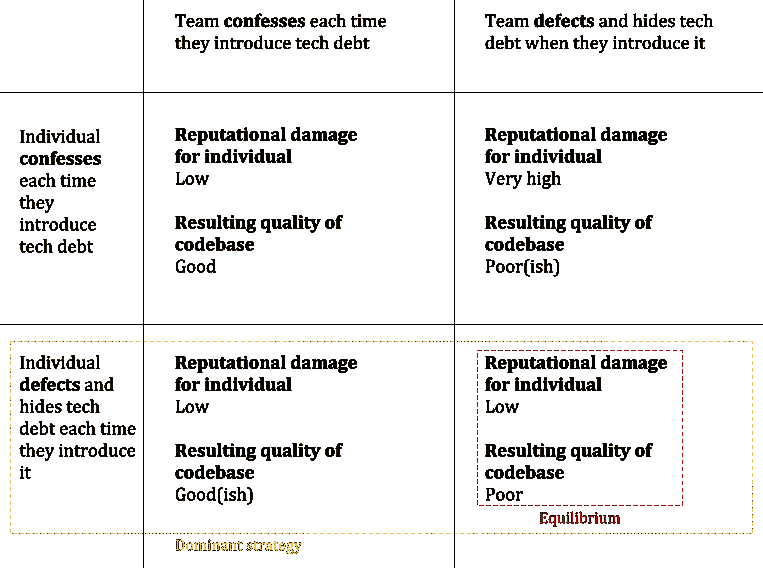 Team confesses each time
they introduce tech debt
Team defects and hides tech
debt when they introduce it
Individual
confesses
each time
they
introduce
tech debt
Reputational damage
for individual
Low
Resulting quality of
codebase
Good
Reputational damage
for individual
Very high
Resulting quality of
codebase
Poor(ish)
Individual
defects and
hides tech
debt each time
they introduce
it
Reputational damage
for individual
Low
Resulting quality of
codebase
Good(ish)
Reputational damage
for individual
Low
Resulting quality of
codebase
Poor
Equilibrium
Dominant strategy